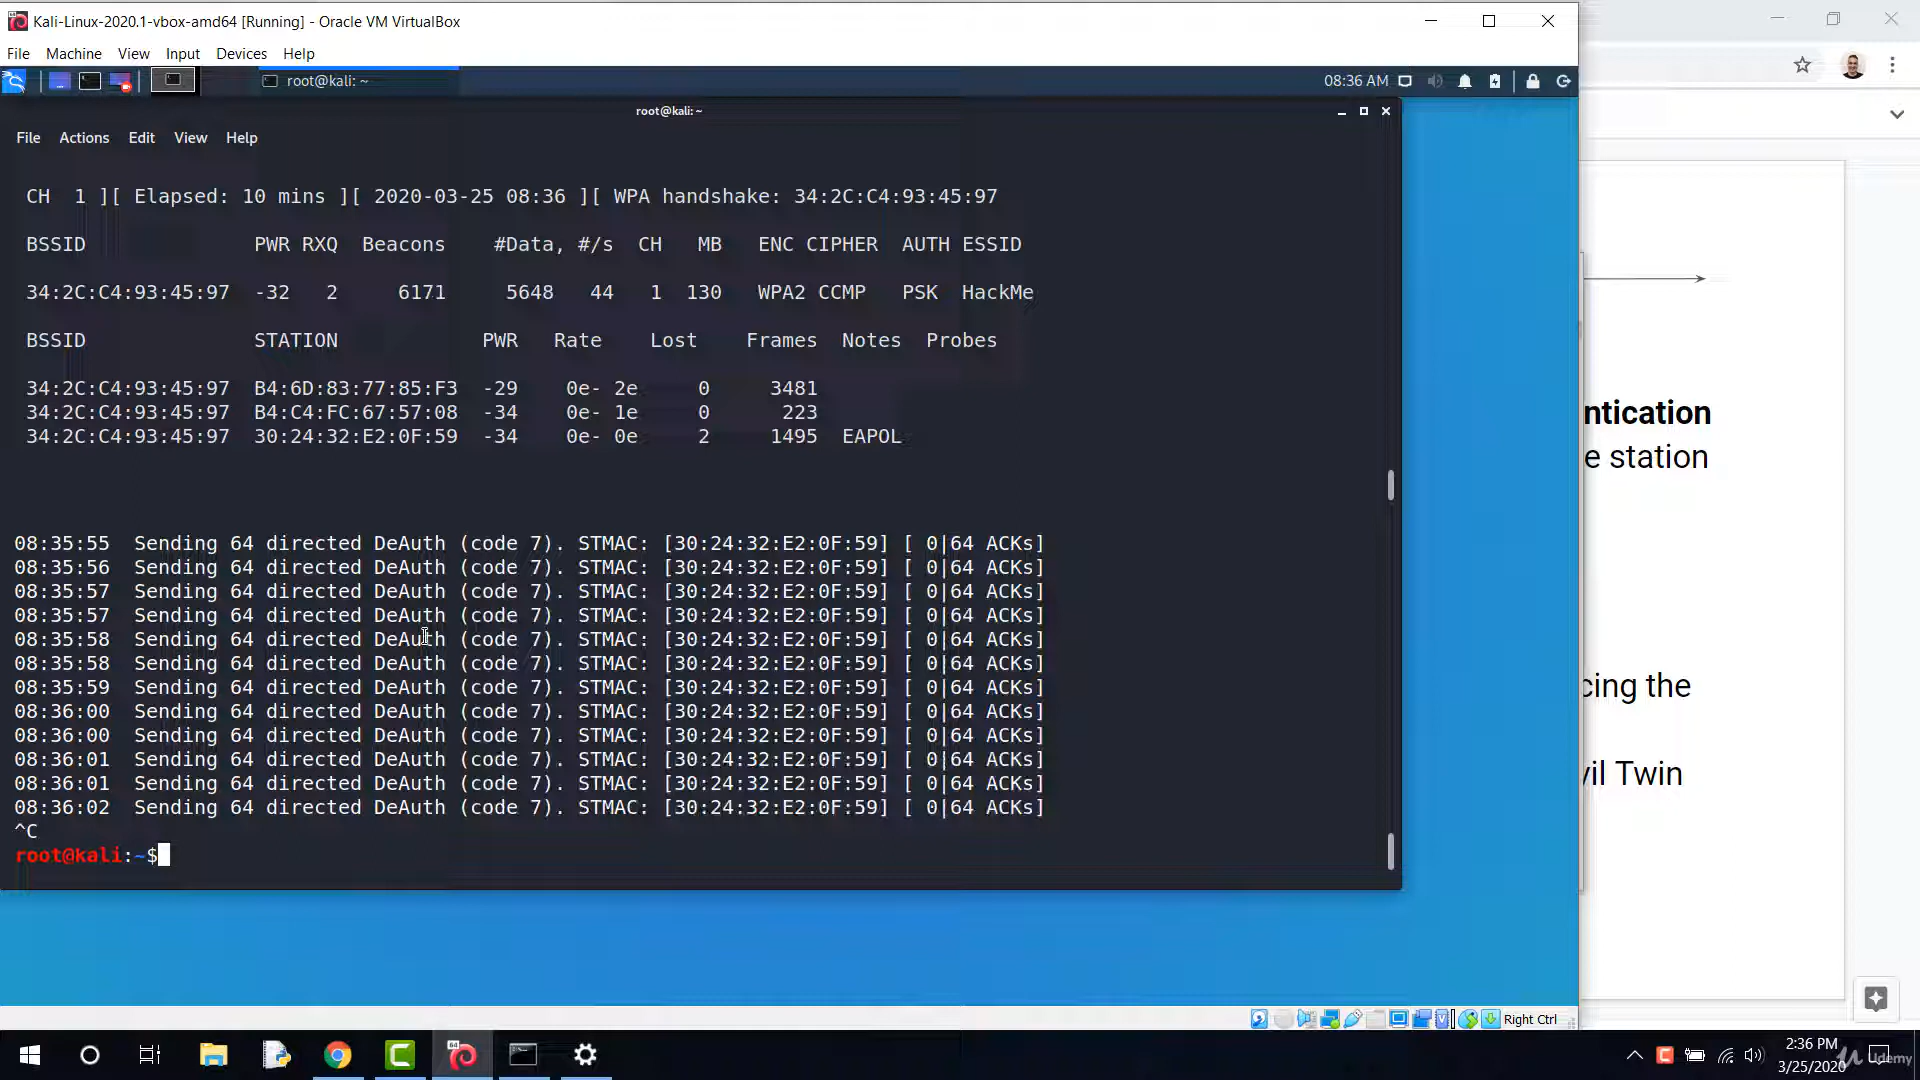 Kali-Linux-2020.1-vbox-amd64 [Running] - Oracle VM VirtualBox
File Machine View Input Devices Help
root@kali: ~
08:36 AM
root@kali: ~
File Actions Edit View Help
CH 1 ][ Elapsed: 10 mins ][ 2020-03-25 08:36 ][ WPA handshake: 34:2C:C4:93:45:97
BSSID PWR RXQ Beacons #Data, #/s CH MB ENC CIPHER AUTH ESSID
34:2C:C4:93:45:97 -32 2 6171 5648 44 1 130 WPA2 CCMP PSK HackMe
BSSID STATION PWR Rate Lost Frames Notes Probes
34:2C:C4:93:45:97 B4:6D:83:77:85:F3 -29 0e- 2e 0 3481
34:2C:C4:93:45:97 B4:C4:FC:67:57:08 -34 0e- 1e 0 223
34:2C:C4:93:45:97 30:24:32:E2:0F:59 -34 0e- 0e 2 1495 EAPOL
08:35:55 Sending 64 directed DeAuth (code 7). STMAC: [30:24:32:E2:0F:59] [ 0|64 ACKs]
08:35:56 Sending 64 directed DeAuth (code 7). STMAC: [30:24:32:E2:0F:59] [ 0|64 ACKs]
08:35:57 Sending 64 directed DeAuth (code 7). STMAC: [30:24:32:E2:0F:59] [ 0|64 ACKs]
08:35:57 Sending 64 directed DeAuth (code 7). STMAC: [30:24:32:E2:0F:59] [ 0|64 ACKs]
08:35:58 Sending 64 directed DeAuth (code 7). STMAC: [30:24:32:E2:0F:59] [ 0|64 ACKs]
08:35:58 Sending 64 directed DeAuth (code 7). STMAC: [30:24:32:E2:0F:59] [ 0|64 ACKs]
08:35:59 Sending 64 directed DeAuth (code 7). STMAC: [30:24:32:E2:0F:59] [ 0|64 ACKs]
08:36:00 Sending 64 directed DeAuth (code 7). STMAC: [30:24:32:E2:0F:59] [ 0|64 ACKs]
08:36:00 Sending 64 directed DeAuth (code 7). STMAC: [30:24:32:E2:0F:59] [ 0|64 ACKs]
08:36:01 Sending 64 directed DeAuth (code 7). STMAC: [30:24:32:E2:0F:59] [ 0|64 ACKs]
08:36:01 Sending 64 directed DeAuth (code 7). STMAC: [30:24:32:E2:0F:59] [ 0|64 ACKs]
08:36:02 Sending 64 directed DeAuth (code 7). STMAC: [30:24:32:E2:0F:59] [ 0|64 ACKs]
^C
root@kali:~$
ntication
e station
cing the
vil Twin
Right Ctrl
2:36 PM
3/25/2020
Udemy